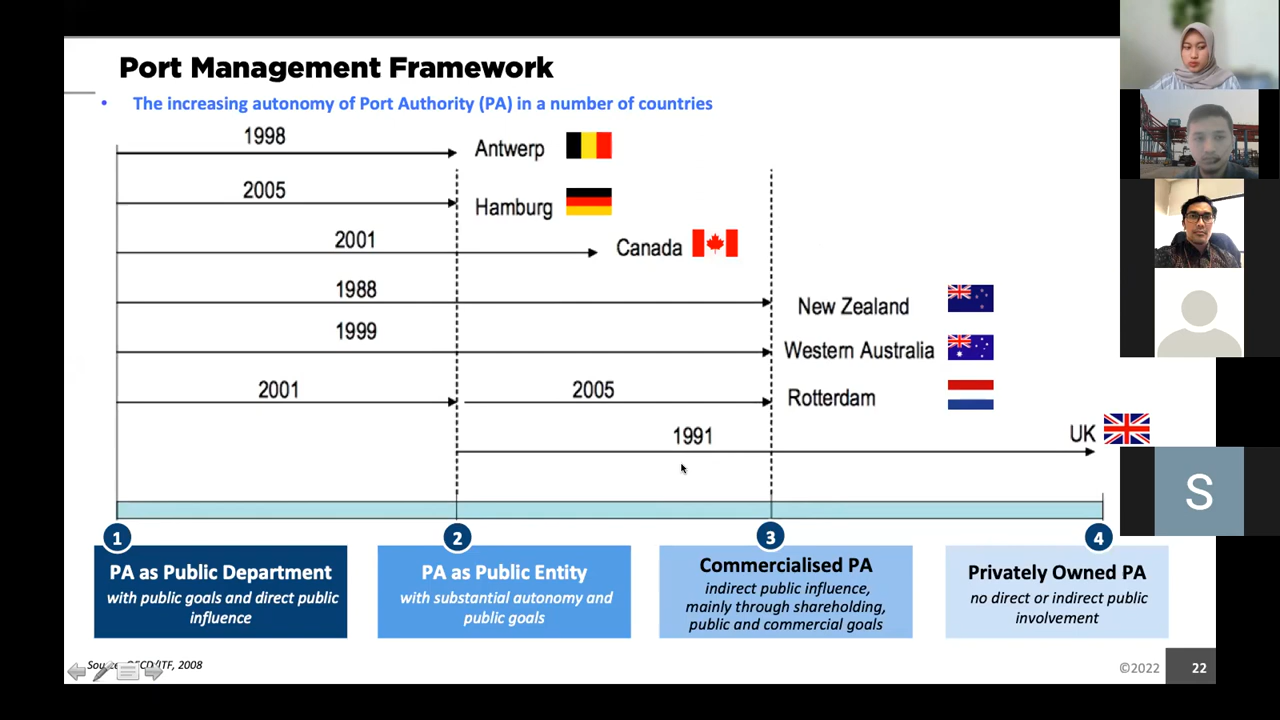 Port Management Framework
• The increasing autonomy of Port Authority (PA) in a number of countries
1998
Antwerp
2005
Hamburg
2001
Canada
1988
New Zealand
1999
Western Australia
2001
2005
Rotterdam
1991
UK
1
2
3
4
PA as Public Department
with public goals and direct public
influence
PA as Public Entity
with substantial autonomy and
public goals
Commercialised PA
indirect public influence,
mainly through shareholding,
public and commercial goals
Privately Owned PA
no direct or indirect public
involvement
Source: OECD/ITF, 2008
©2022
22
S